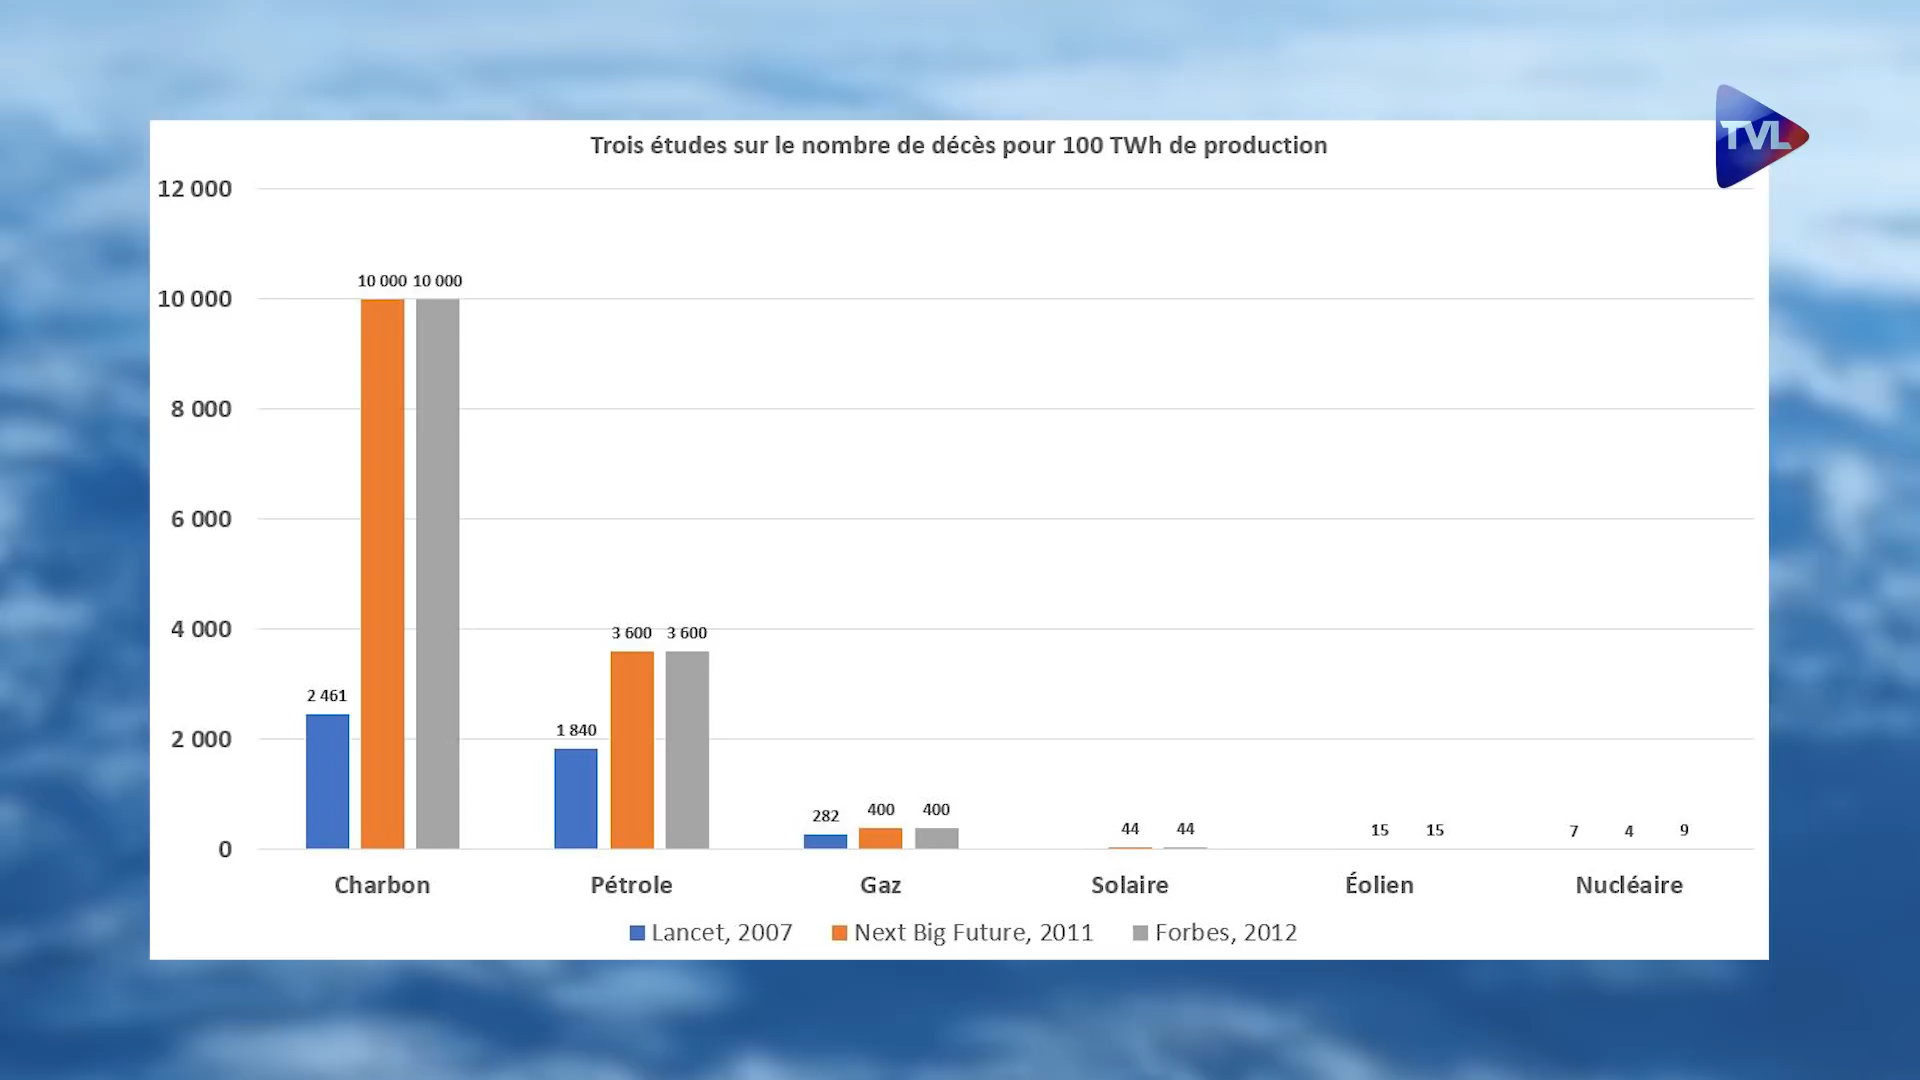 TVL
Trois études sur le nombre de décès pour 100 TWh de production
12 000
10 000
8 000
6 000
4 000
2 000
0
2 461
10 000 10 000
1 840
3 600 3 600
282 400 400
44 44
15 15
7 4 9
Charbon Pétrole Gaz Solaire Éolien Nucléaire
Lancet, 2007 Next Big Future, 2011 Forbes, 2012